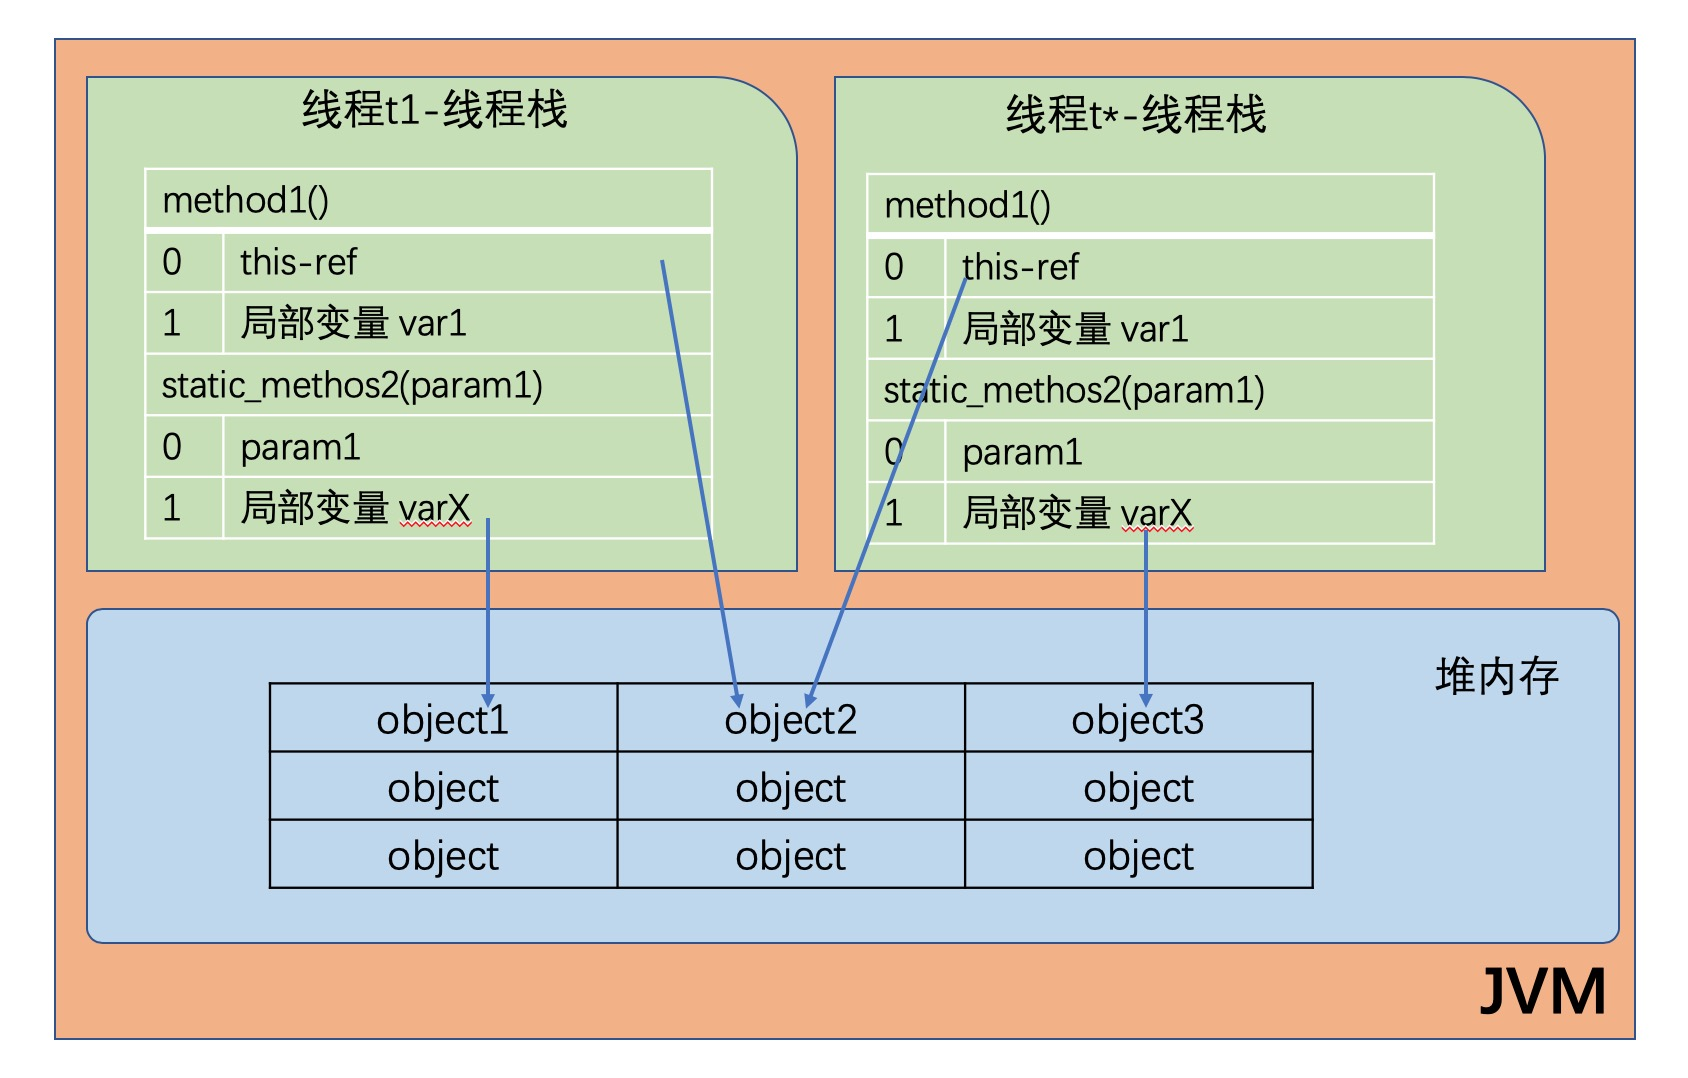 线程t1-线程栈
method1()
0 this-ref
1 局部变量 var1
static_methos2(param1)
0 param1
1 局部变量 varX
线程t*-线程栈
method1()
0 this-ref
1 局部变量 var1
static_methos2(param1)
0 param1
1 局部变量 varX
堆内存
object1 object2 object3
object object object
object object object
JVM